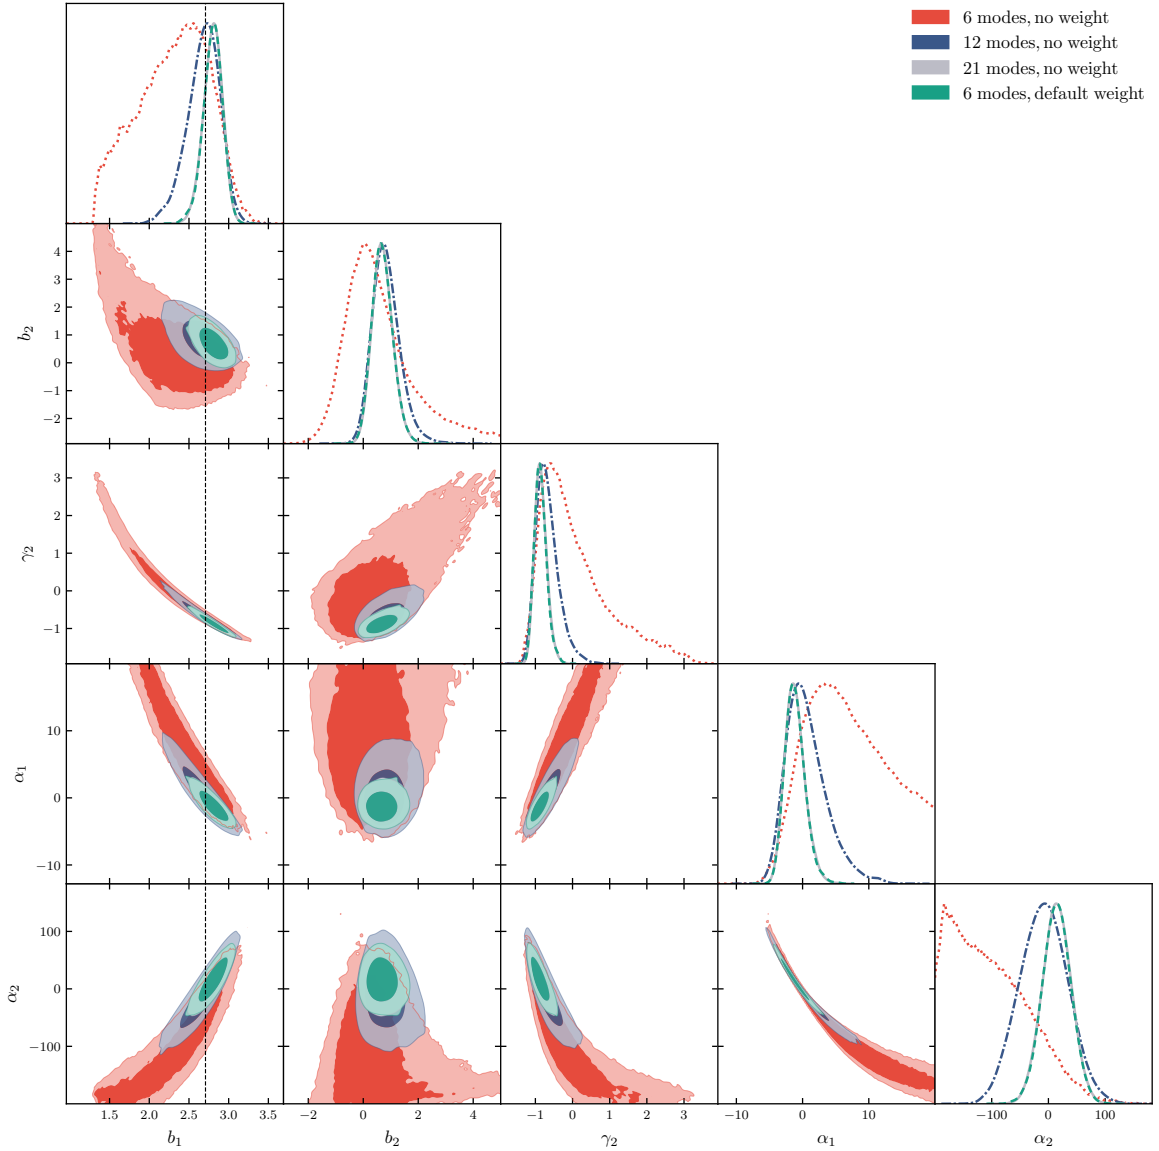 6 modes, no weight
12 modes, no weight
21 modes, no weight
6 modes, default weight
4
3
2
1
0
−1
−2
b₂
3
2
1
0
−1
γ₂
10
0
−10
α₁
100
0
−100
α₂
1.5 2.0 2.5 3.0 3.5
−2 0 2 4
−1 0 1 2 3
−10 0 10
−100 0 100
b₁ b₂ γ₂ α₁ α₂